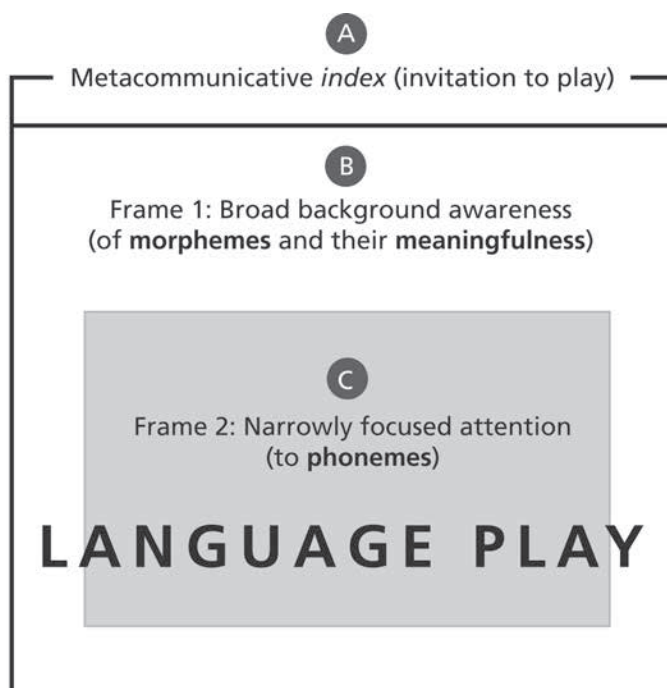 A
Metacommunicative index (invitation to play)
B
Frame 1: Broad background awareness
(of morphemes and their meaningfulness)
C
Frame 2: Narrowly focused attention
(to phonemes)
LANGUAGE PLAY